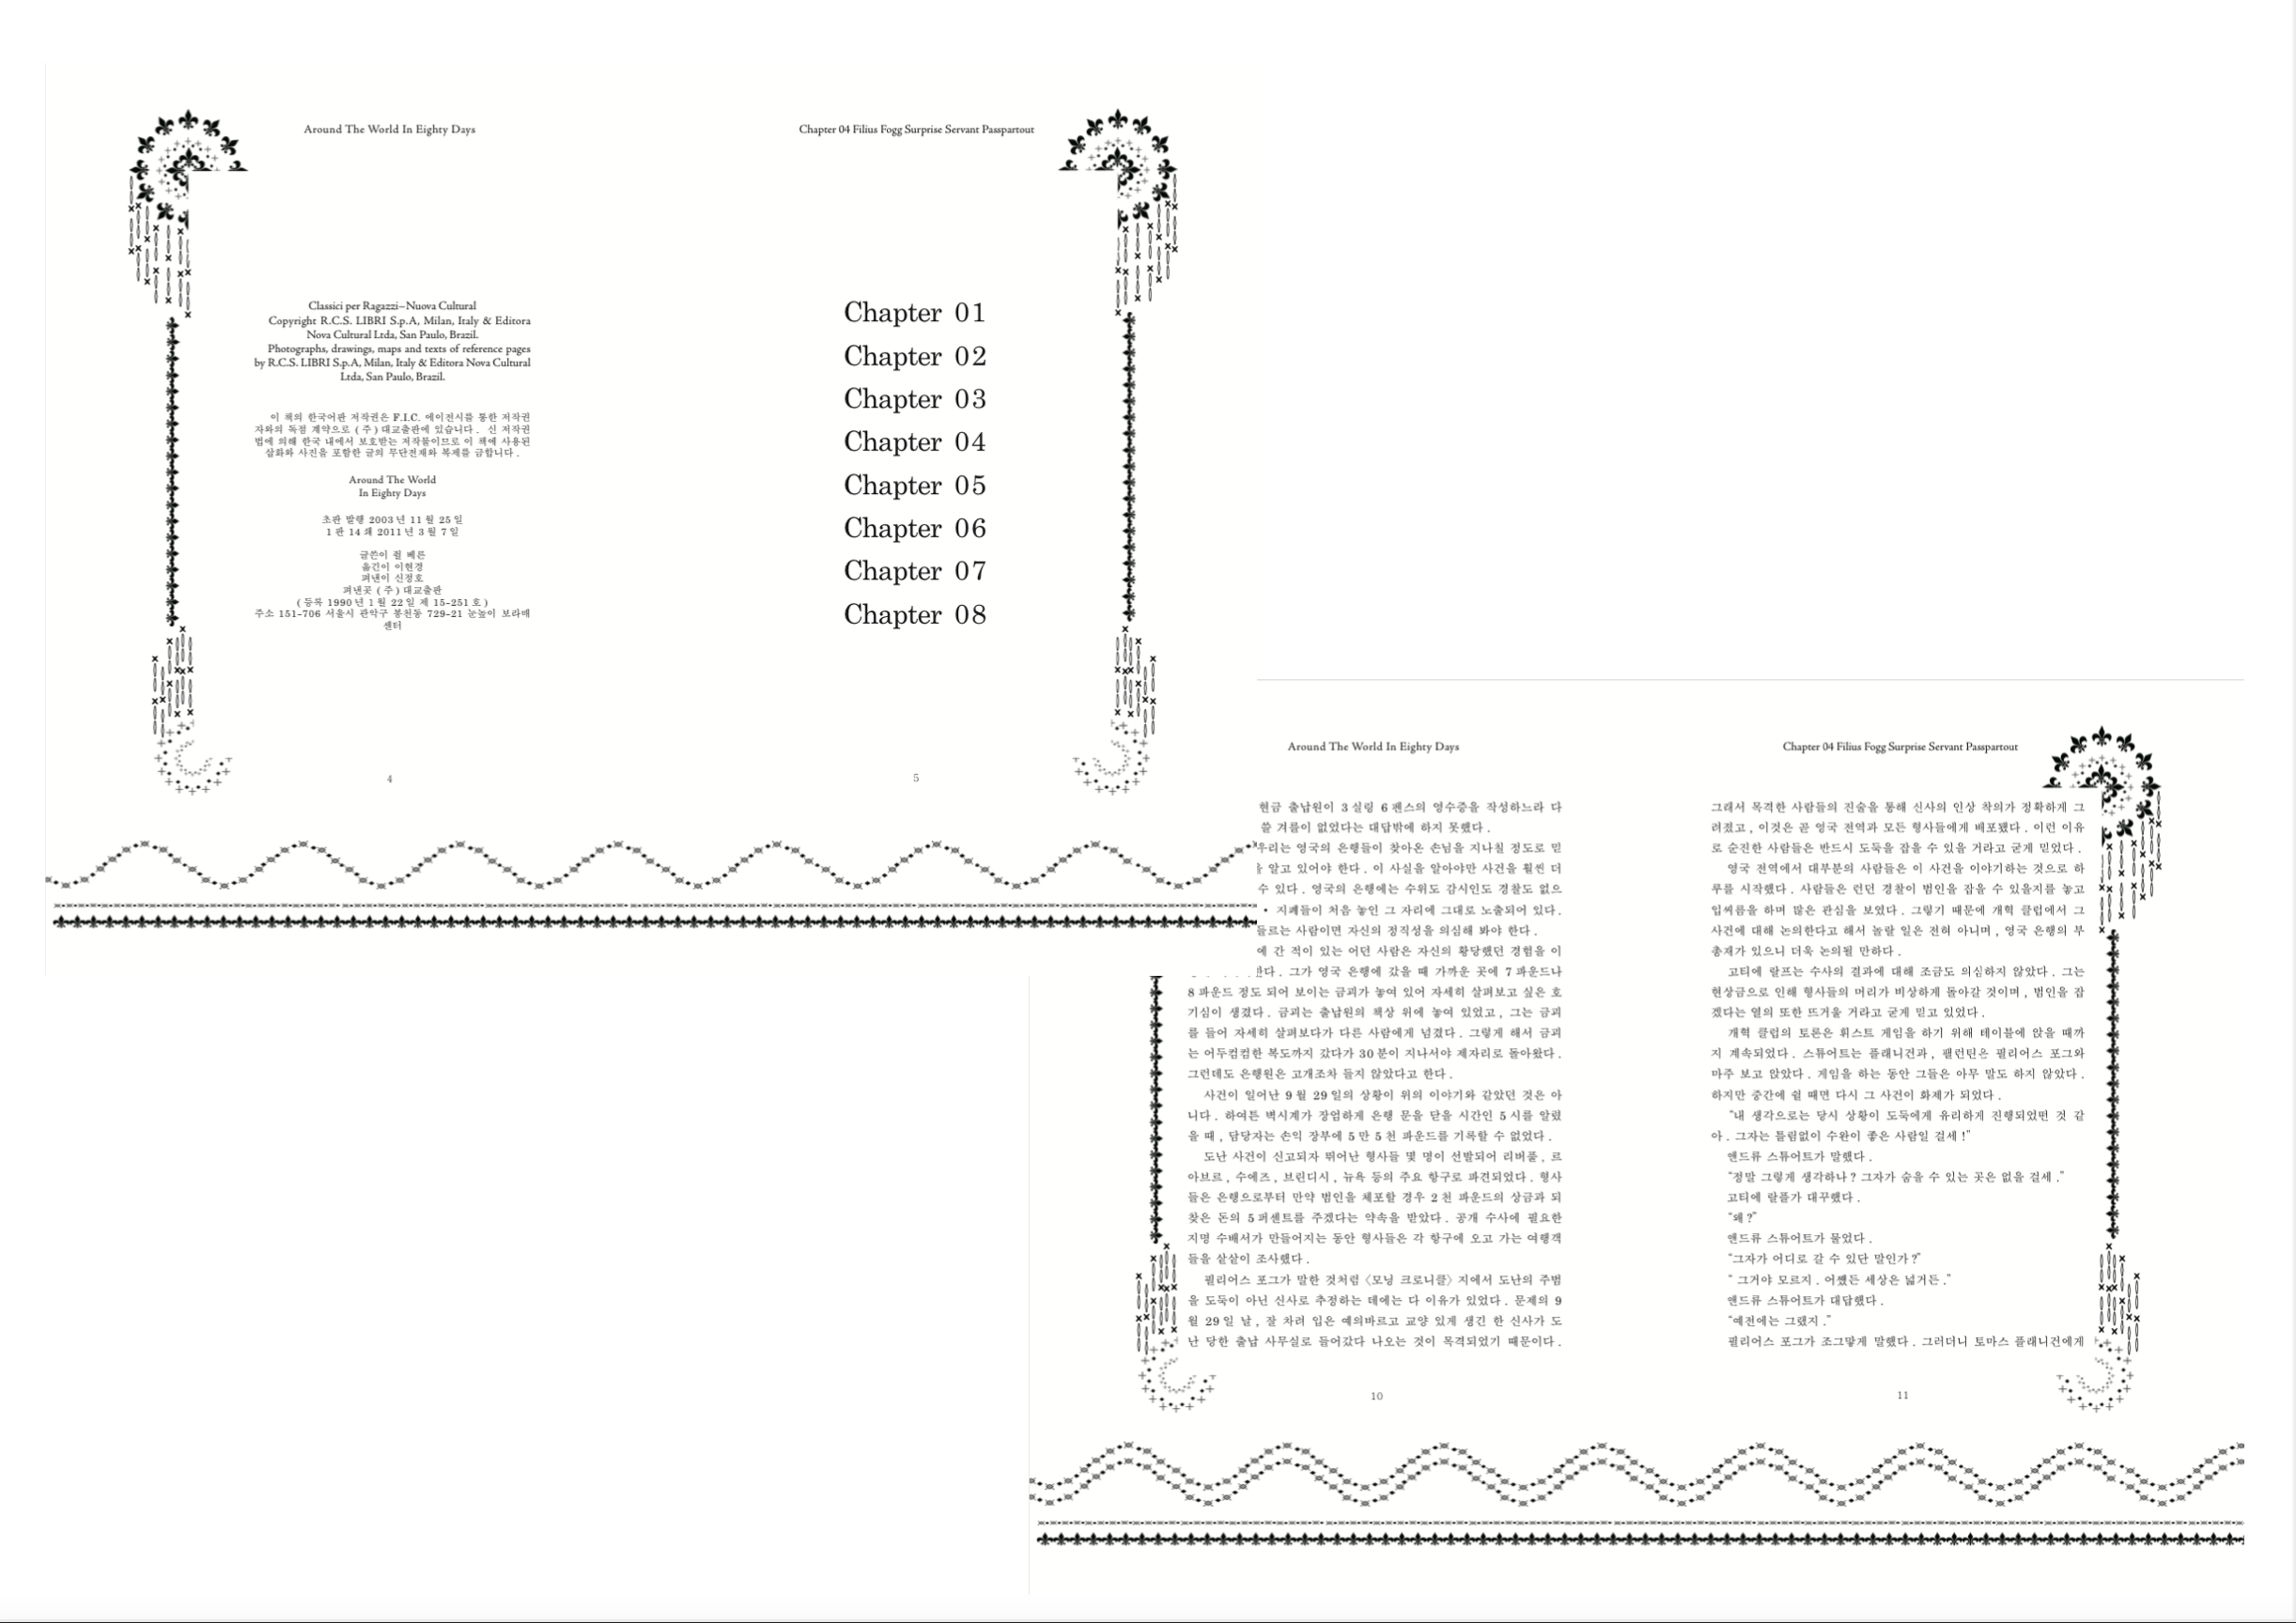 Around The World In Eighty Days
Classici per Ragazzi–Nuova Cultural
Copyright R.C.S. LIBRI S.p.A, Milan, Italy & Editora
Nova Cultural Ltda, San Paulo, Brazil.
Photographs, drawings, maps and texts of reference pages
by R.C.S. LIBRI S.p.A, Milan, Italy & Editora Nova Cultural
Ltda, San Paulo, Brazil.
이 책의 한국어판 저작권은 F.I.C. 에이전시를 통한 저작권
자와의 독점 계약으로 ( 주 ) 대교출판에 있습니다 . 신 저작권
법에 의해 한국 내에서 보호받는 저작물이므로 이 책에 사용된
삽화와 사진을 포함한 글의 무단전재와 복제를 금합니다 .
Around The World
In Eighty Days
초판 발행 2003 년 11 월 25 일
1 판 14 쇄 2011 년 3 월 7 일
글쓴이 쥘 베른
옮긴이 이현경
펴낸이 신정호
펴낸곳 ( 주 ) 대교출판
( 등록 1990 년 1 월 22 일 제 15-251 호 )
주소 151-706 서울시 관악구 봉천동 729-21 눈높이 보라매
센터
4
Chapter 04 Filius Fogg Surprise Servant Passpartout
Chapter 01
Chapter 02
Chapter 03
Chapter 04
Chapter 05
Chapter 06
Chapter 07
Chapter 08
5
Around The World In Eighty Days
현금 출납원이 3 실링 6 펜스의 영수증을 작성하느라 다
쓸 겨를이 없었다는 대답밖에 하지 못했다 .
우리는 영국의 은행들이 찾아온 손님을 지나칠 정도로 믿
알고 있어야 한다 . 이 사실을 알아야만 사건을 훨씬 더
수 있다 . 영국의 은행에는 수위도 감시인도 경찰도 없으
• 지폐들이 처음 놓인 그 자리에 그대로 노출되어 있다 .
들르는 사람이면 자신의 정직성을 의심해 봐야 한다 .
에 간 적이 있는 어떤 사람은 자신의 황당했던 경험을 이
한다 . 그가 영국 은행에 갔을 때 가까운 곳에 7 파운드나
8 파운드 정도 되어 보이는 금괴가 놓여 있어 자세히 살펴보고 싶은 호
기심이 생겼다 . 금괴는 출납원의 책상 위에 놓여 있었고 , 그는 금괴
를 들어 자세히 살펴보다가 다른 사람에게 넘겼다 . 그렇게 해서 금괴
는 어두컴컴한 복도까지 갔다가 30 분이 지나서야 제자리로 돌아왔다 .
그런데도 은행원은 고개조차 들지 않았다고 한다 .
사건이 일어난 9 월 29 일의 상황이 위의 이야기와 같았던 것은 아
니다 . 하여튼 벽시계가 장엄하게 은행 문을 닫을 시간인 5 시를 알렸
을 때 , 담당자는 손익 장부에 5 만 5 천 파운드를 기록할 수 없었다 .
도난 사건이 신고되자 뛰어난 형사들 몇 명이 선발되어 리버풀 , 르
아브르 , 수에즈 , 브린디시 , 뉴욕 등의 주요 항구로 파견되었다 . 형사
들은 은행으로부터 만약 범인을 체포할 경우 2 천 파운드의 상금과 되
찾은 돈의 5 퍼센트를 주겠다는 약속을 받았다 . 공개 수사에 필요한
지명 수배서가 만들어지는 동안 형사들은 각 항구에 오고 가는 여행객
들을 샅샅이 조사했다 .
필리어스 포그가 말한 것처럼 〈모닝 크로니클〉 지에서 도난의 주범
을 도둑이 아닌 신사로 추정하는 데에는 다 이유가 있었다 . 문제의 9
월 29 일 날 , 잘 차려 입은 예의바르고 교양 있게 생긴 한 신사가 도
난 당한 출납 사무실로 들어갔다 나오는 것이 목격되었기 때문이다 .
10
Chapter 04 Filius Fogg Surprise Servant Passpartout
그래서 목격한 사람들의 진술을 통해 신사의 인상 착의가 정확하게 그
려졌고 , 이것은 곧 영국 전역과 모든 형사들에게 배포됐다 . 이런 이유
로 순진한 사람들은 반드시 도둑을 잡을 수 있을 거라고 굳게 믿었다 .
영국 전역에서 대부분의 사람들은 이 사건을 이야기하는 것으로 하
루를 시작했다 . 사람들은 런던 경찰이 범인을 잡을 수 있을지를 놓고
입씨름을 하며 많은 관심을 보였다 . 그렇기 때문에 개혁 클럽에서 그
사건에 대해 논의한다고 해서 놀랄 일은 전혀 아니며 , 영국 은행의 부
총재가 있으니 더욱 논의될 만하다 .
고티에 랄프는 수사의 결과에 대해 조금도 의심하지 않았다 . 그는
현상금으로 인해 형사들의 머리가 비상하게 돌아갈 것이며 , 범인을 잡
겠다는 열의 또한 뜨거울 거라고 굳게 믿고 있었다 .
개혁 클럽의 토론은 휘스트 게임을 하기 위해 테이블에 앉을 때까
지 계속되었다 . 스튜어트는 플래니건과 , 팰런틴은 필리어스 포그와
마주 보고 앉았다 . 게임을 하는 동안 그들은 아무 말도 하지 않았다 .
하지만 중간에 쉴 때면 다시 그 사건이 화제가 되었다 .
“내 생각으로는 당시 상황이 도둑에게 유리하게 진행되었떤 것 같
아 . 그자는 틀림없이 수완이 좋은 사람일 걸세 !”
앤드류 스튜어트가 말했다 .
“정말 그렇게 생각하나 ? 그자가 숨을 수 있는 곳은 없을 걸세 .”
고티에 랄플가 대꾸했다 .
“왜 ?”
앤드류 스튜어트가 물었다 .
“그자가 어디로 갈 수 있단 말인가 ?”
“ 그거야 모르지 . 어쨌든 세상은 넓거든 .”
앤드류 스튜어트가 대답했다 .
“예전에는 그랬지 .”
필리어스 포그가 조그맣게 말했다 . 그러더니 토마스 플래니건에게
11